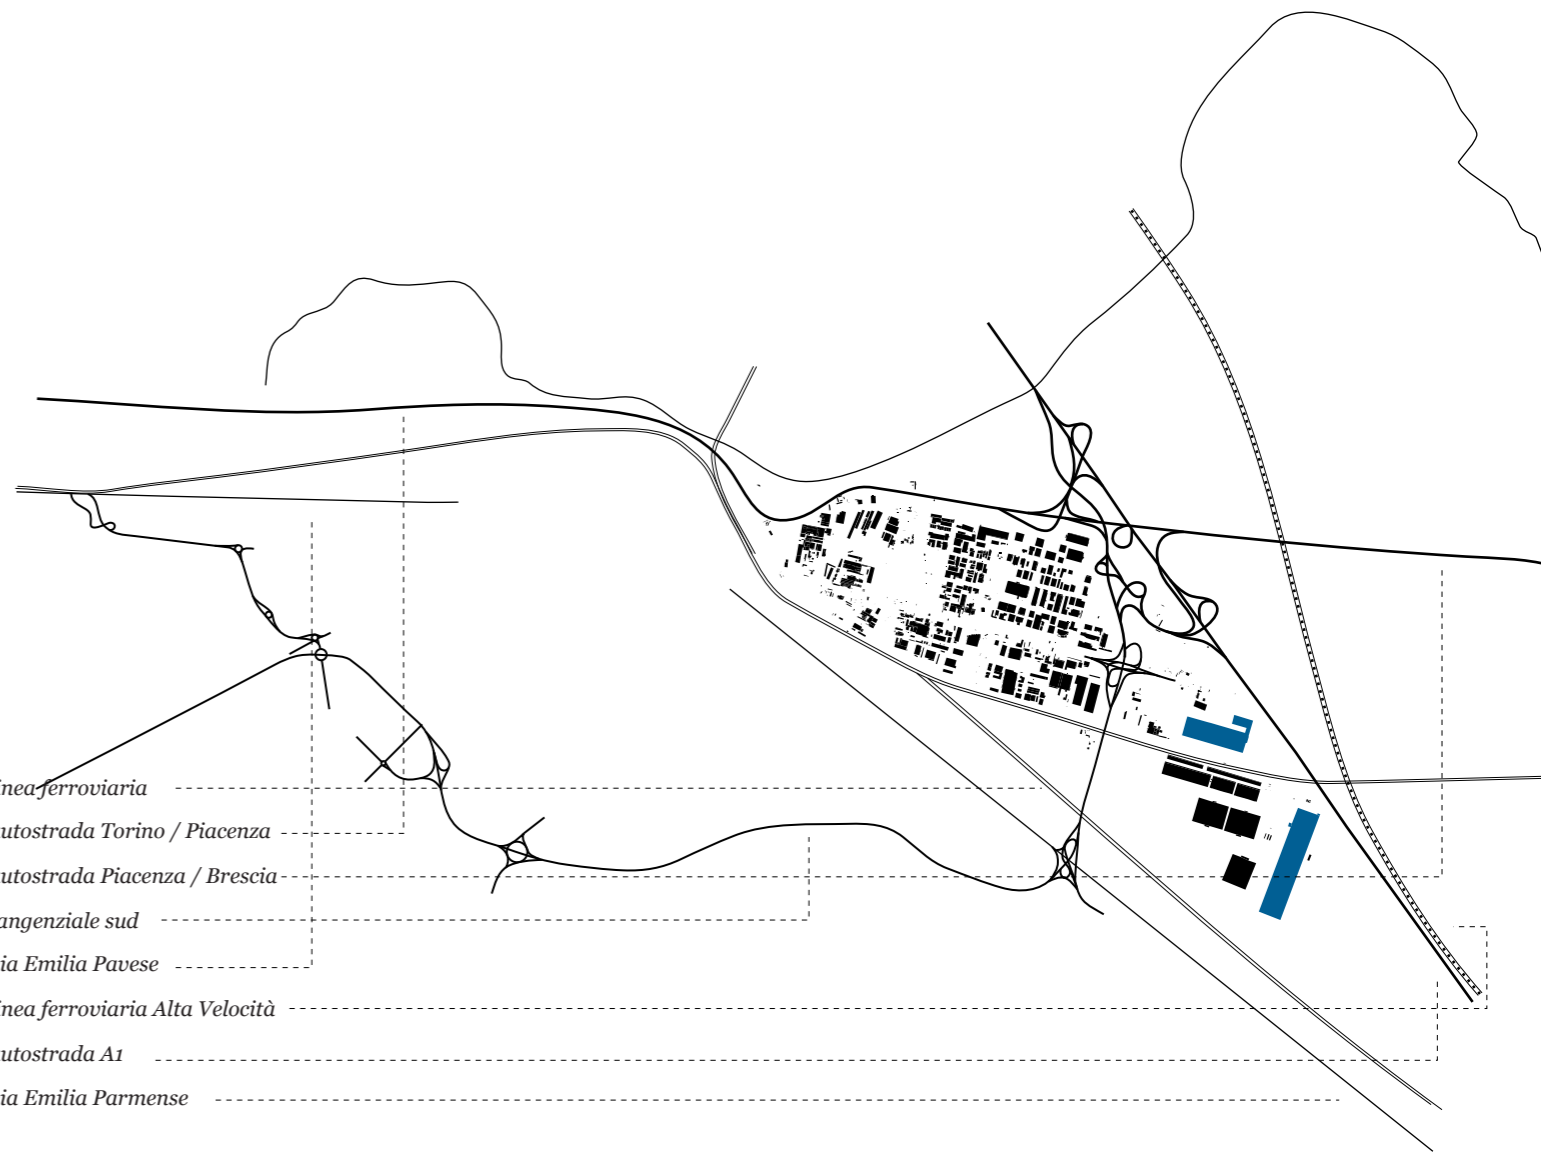 inea ferroviaria
utostrada Torino / Piacenza
utostrada Piacenza / Brescia
angenziale sud
ia Emilia Pavese
inea ferroviaria Alta Velocità
utostrada A1
ia Emilia Parmense